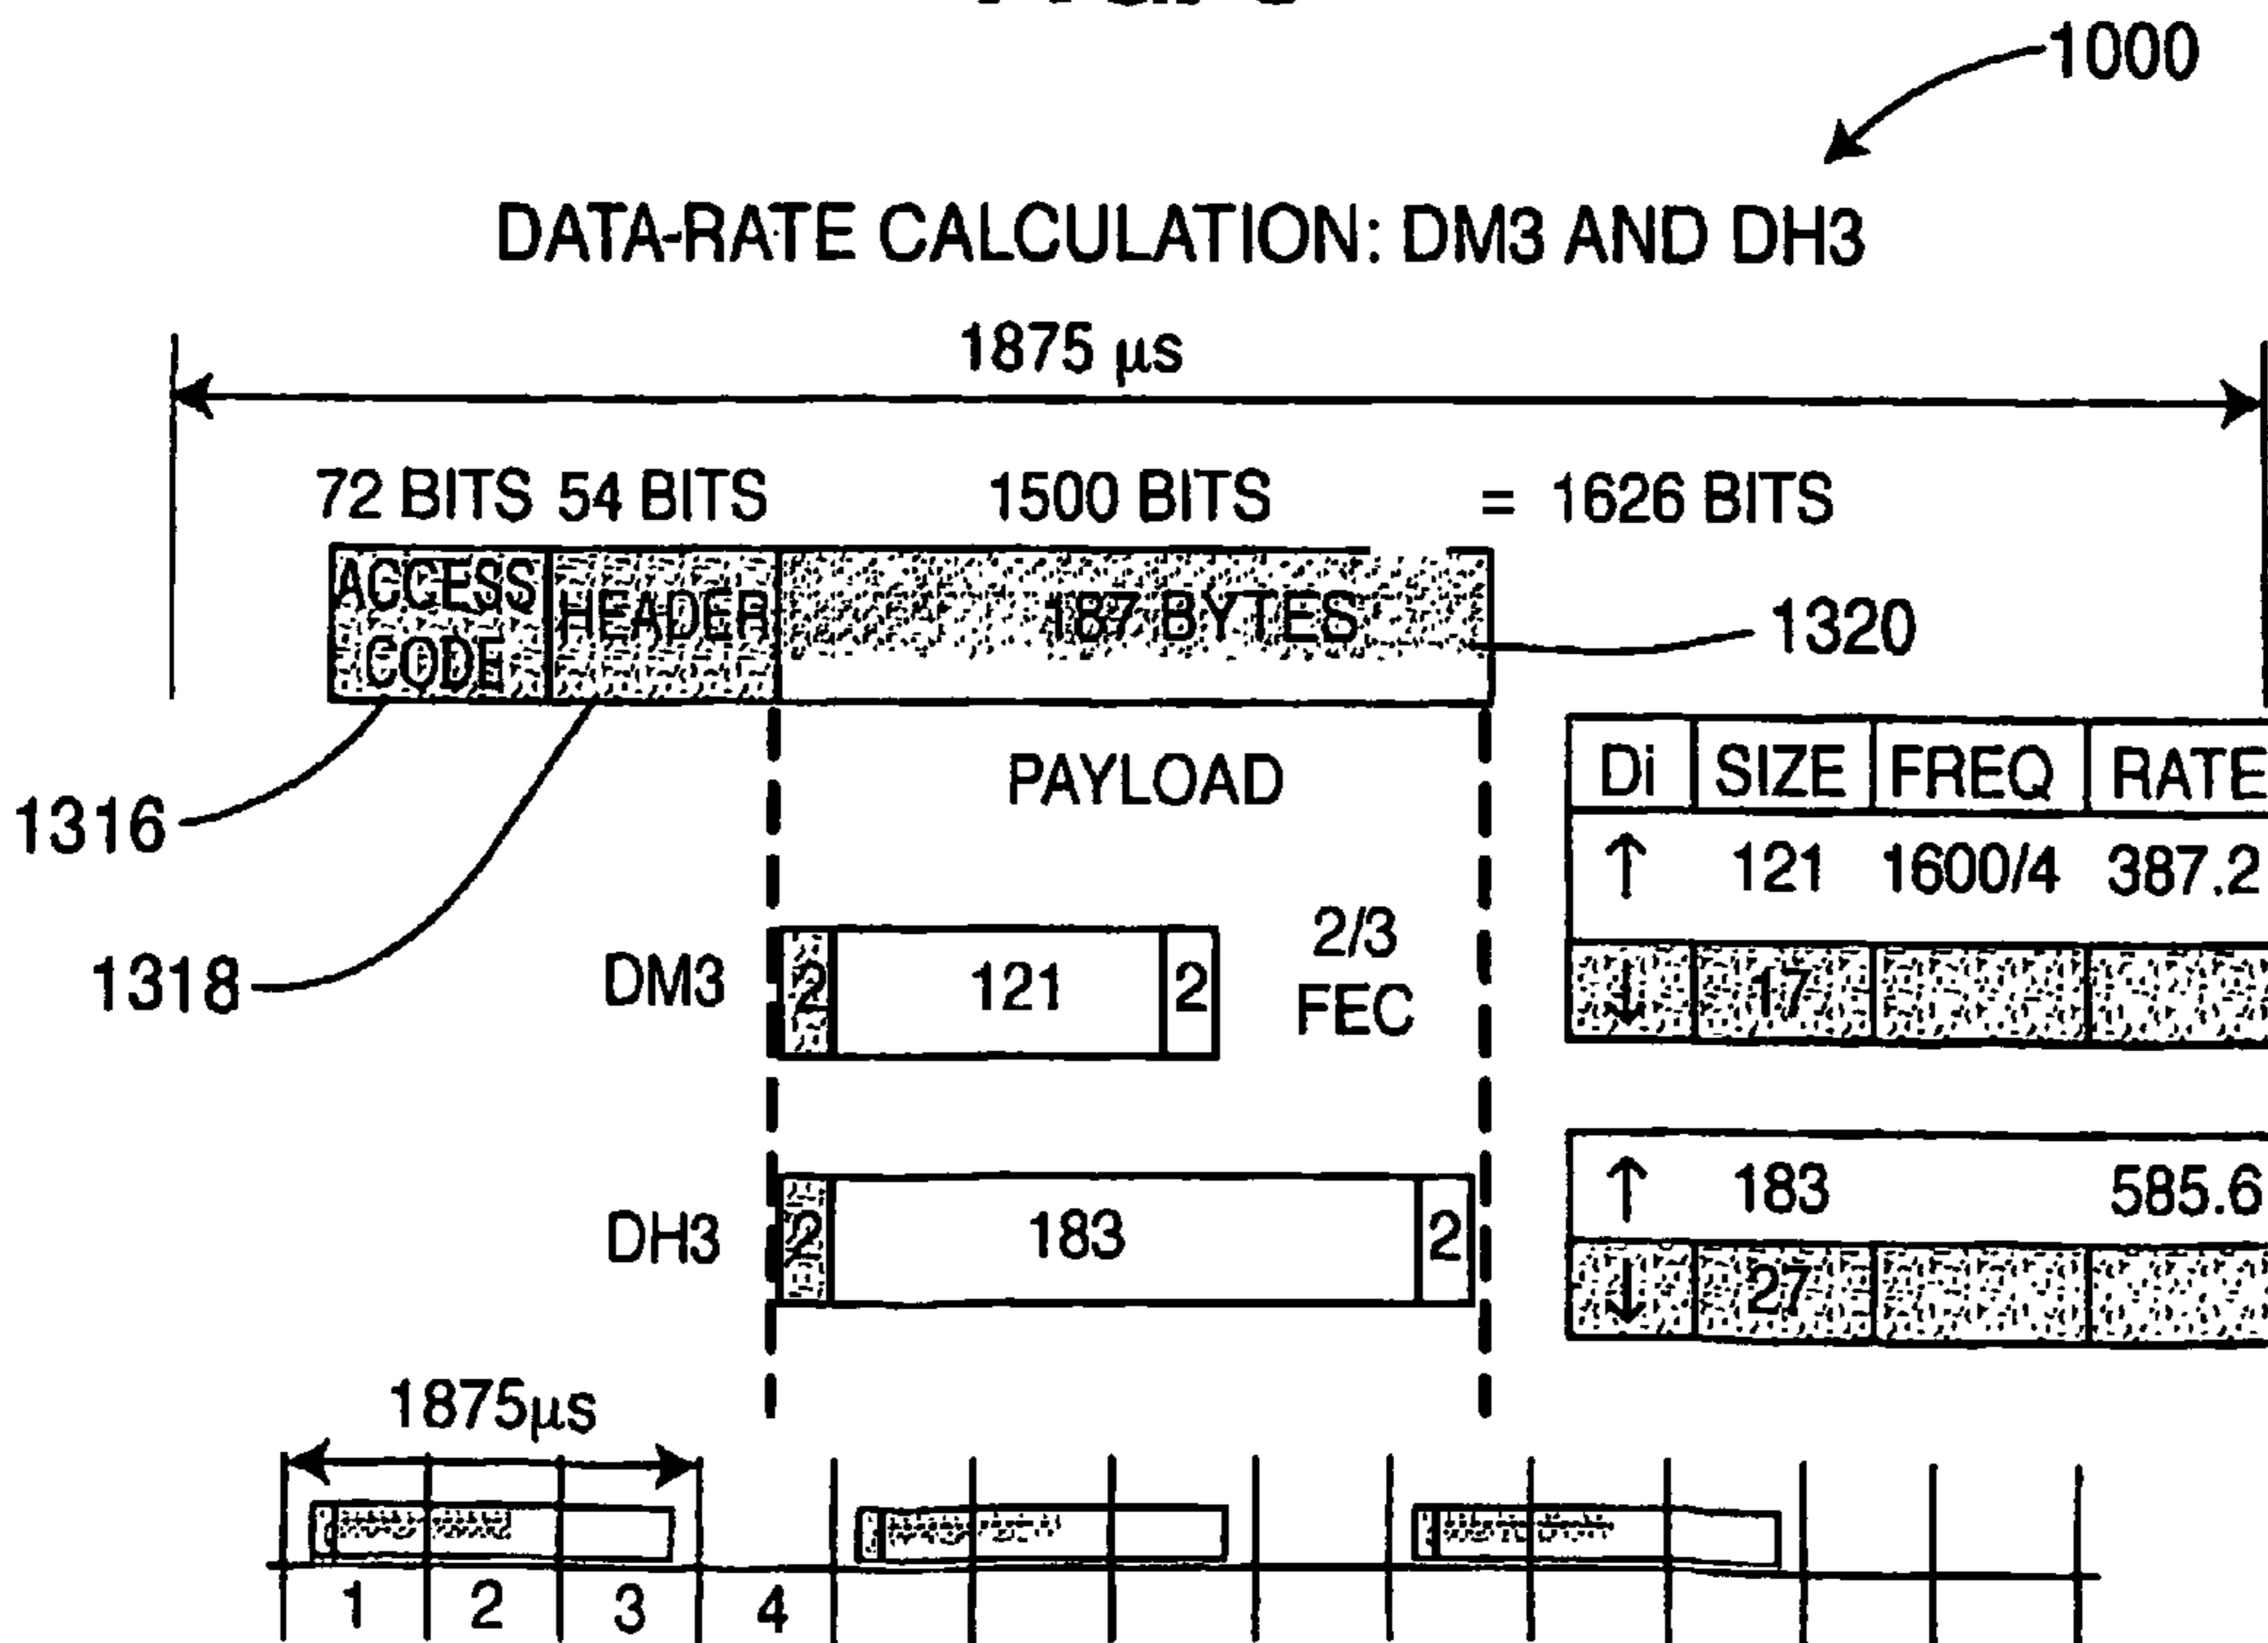 1000
DATA-RATE CALCULATION: DM3 AND DH3
1875 µs
72 BITS 54 BITS 1500 BITS = 1626 BITS
ACCESS CODE HEADER 187 BYTES
1320
1316
1318
PAYLOAD
Di SIZE FREQ RATE
↑ 121 1600/4 387.2
↓ 17
DM3 2 121 2 2/3 FEC
↑ 183 585.6
↓ 27
DH3 2 183 2
1875µs
1 2 3 4